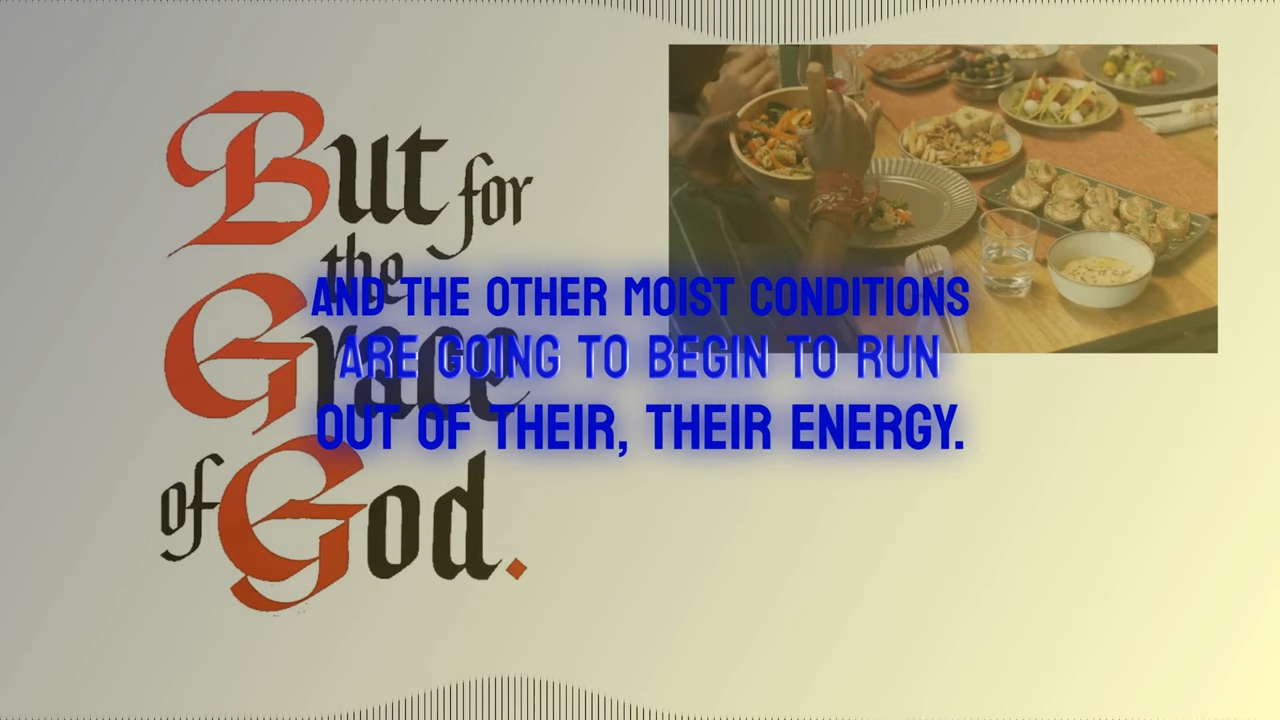 But for
the
Grace
of God.
AND THE OTHER MOIST CONDITIONS
ARE GOING TO BEGIN TO RUN
OUT OF THEIR, THEIR ENERGY.